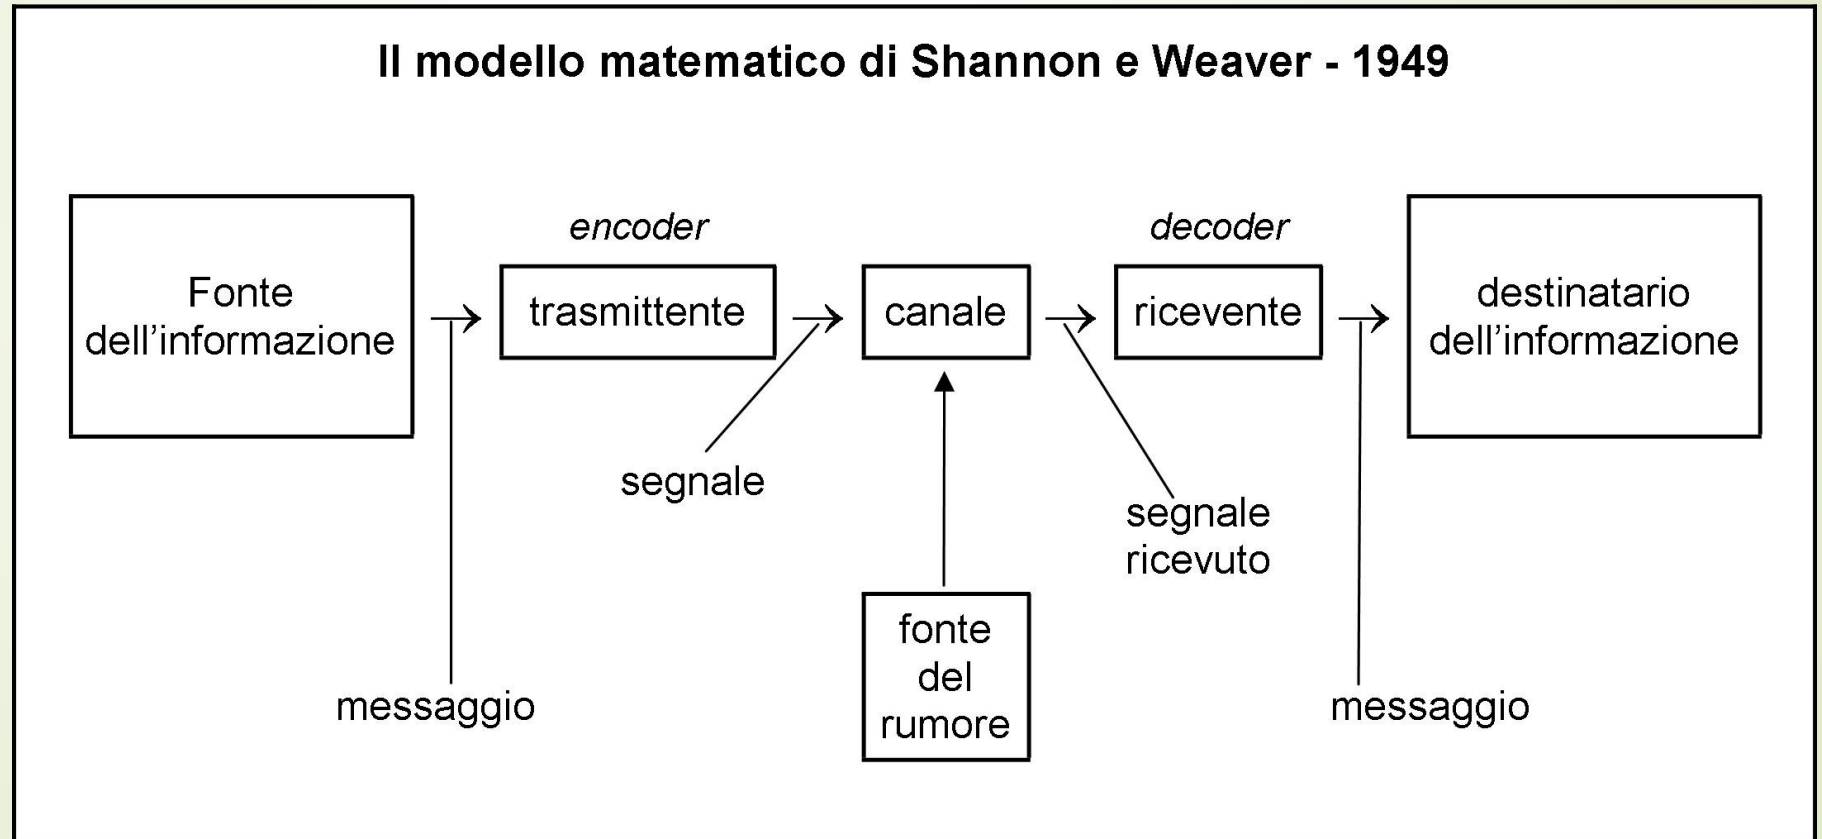 Il modello matematico di Shannon e Weaver - 1949
Fonte
dell’informazione
encoder
trasmittente
canale
decoder
ricevente
destinatario
dell’informazione
segnale
segnale
ricevuto
fonte
del
rumore
messaggio
messaggio